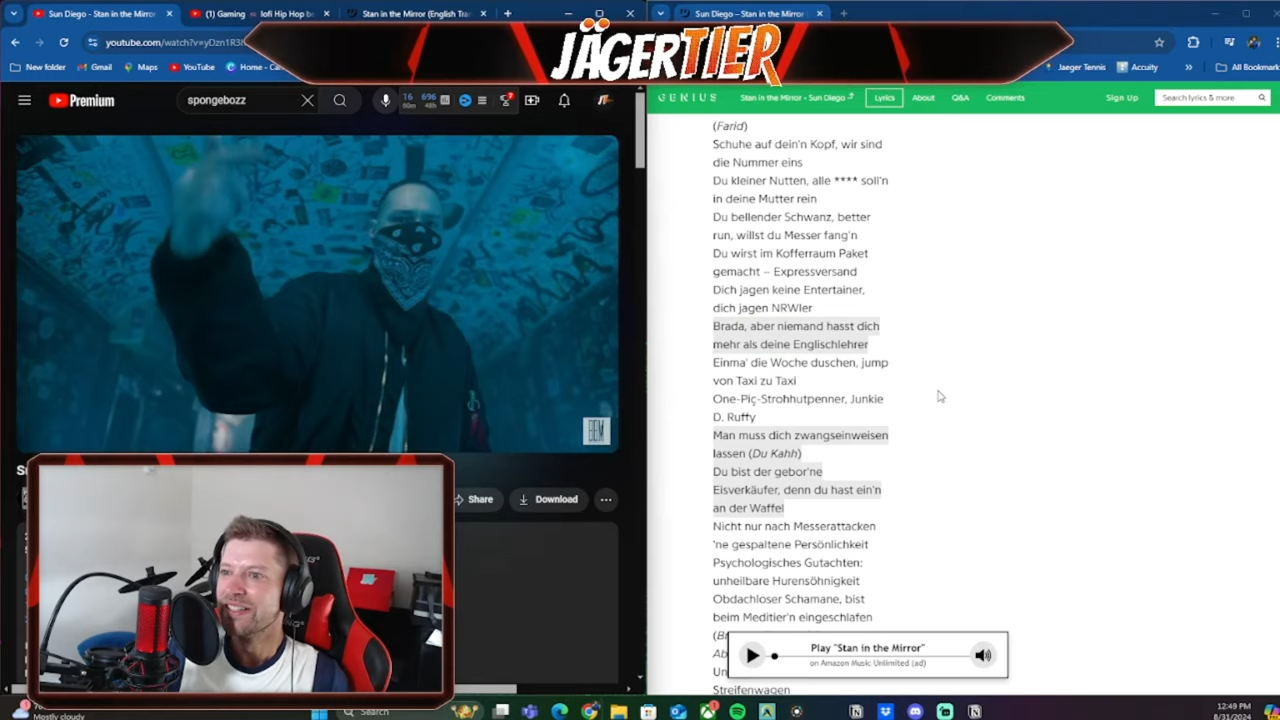 Sun Diego - Stan in the Mirror
(1) Gaming
lofi Hip Hop be
Stan in the Mirror (English Tra
Sun Diego – Stan in the Mirror
youtube.com/watch?v=yDzn1R3
New folder
Gmail
Maps
YouTube
Home - Ca
JÄGERTIER
Jaeger Tennis
Accuity
All Bookmark
Premium
spongebozz
16
60m
696
48h
7
GENIUS
Stan in the Mirror - Sun Diego
Lyrics
About
Q&A
Comments
Sign Up
Search lyrics & more
(Farid)
Schuhe auf dein'n Kopf, wir sind
die Nummer eins
Du kleiner Nutten, alle **** soll'n
in deine Mutter rein
Du bellender Schwanz, better
run, willst du Messer fang'n
Du wirst im Kofferraum Paket
gemacht – Expressversand
Dich jagen keine Entertainer,
dich jagen NRWler
Brada, aber niemand hasst dich
mehr als deine Englischlehrer
Einma' die Woche duschen, jump
von Taxi zu Taxi
One-Piç-Strohhutpenner, Junkie
D. Ruffy
Man muss dich zwangseinweisen
lassen (Du Kahh)
Du bist der gebor'ne
Eisverkäufer, denn du hast ein'n
an der Waffel
Nicht nur nach Messerattacken
'ne gespaltene Persönlichkeit
Psychologisches Gutachten:
unheilbare Hurensöhnigkeit
Obdachloser Schamane, bist
beim Meditier'n eingeschlafen
Streifenwagen
Play "Stan in the Mirror"
on Amazon Music Unlimited (ad)
Share
Download
Mostly cloudy
Search
12:49 PM
8/31/2024